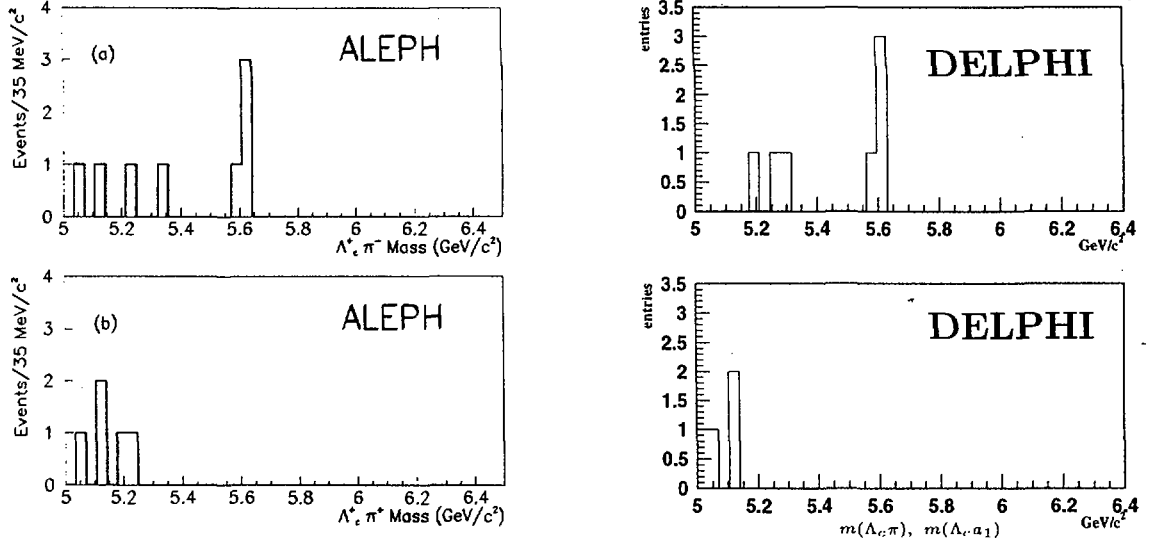 Events/35 MeV/c²
4
3
2
1
0
(a)
ALEPH
5 5.2 5.4 5.6 5.8 6 6.2 6.4
Λ⁺c π⁻ Mass (GeV/c²)
entries
3.5
3
2.5
2
1.5
1
0.5
0
DELPHI
5 5.2 5.4 5.6 5.8 6 6.2 6.4
GeV/c²
Events/35 MeV/c²
4
3
2
1
0
(b)
ALEPH
5 5.2 5.4 5.6 5.8 6 6.2 6.4
Λ⁺c π⁺ Mass (GeV/c²)
entries
3.5
3
2.5
2
1.5
1
0.5
0
DELPHI
5 5.2 5.4 5.6 5.8 6 6.2 6.4
GeV/c²
m(Λcπ), m(Λc a₁)